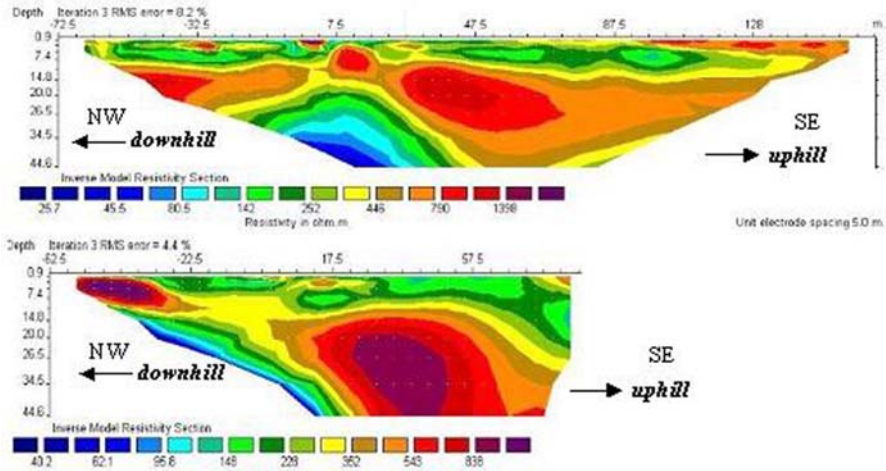 Depth Iteration 3 RMS error = 8.2 %
-72.5 -32.5 7.5 47.5 87.5 128 m.
0.9
7.4
14.8
20.0
26.5
34.5
44.6
NW
downhill
SE
uphill
Inverse Model Resistivity Section
25.7 45.5 80.5 142 252 446 790 1398
Resistivity in ohm.m
Unit electrode spacing 5.0 m.
Depth Iteration 3 RMS error = 4.4 %
-62.5 -22.5 17.5 57.5
0.9
7.4
14.8
20.0
26.5
34.5
44.6
NW
downhill
SE
uphill
Inverse Model Resistivity Section
40.2 62.1 95.8 148 228 352 543 838